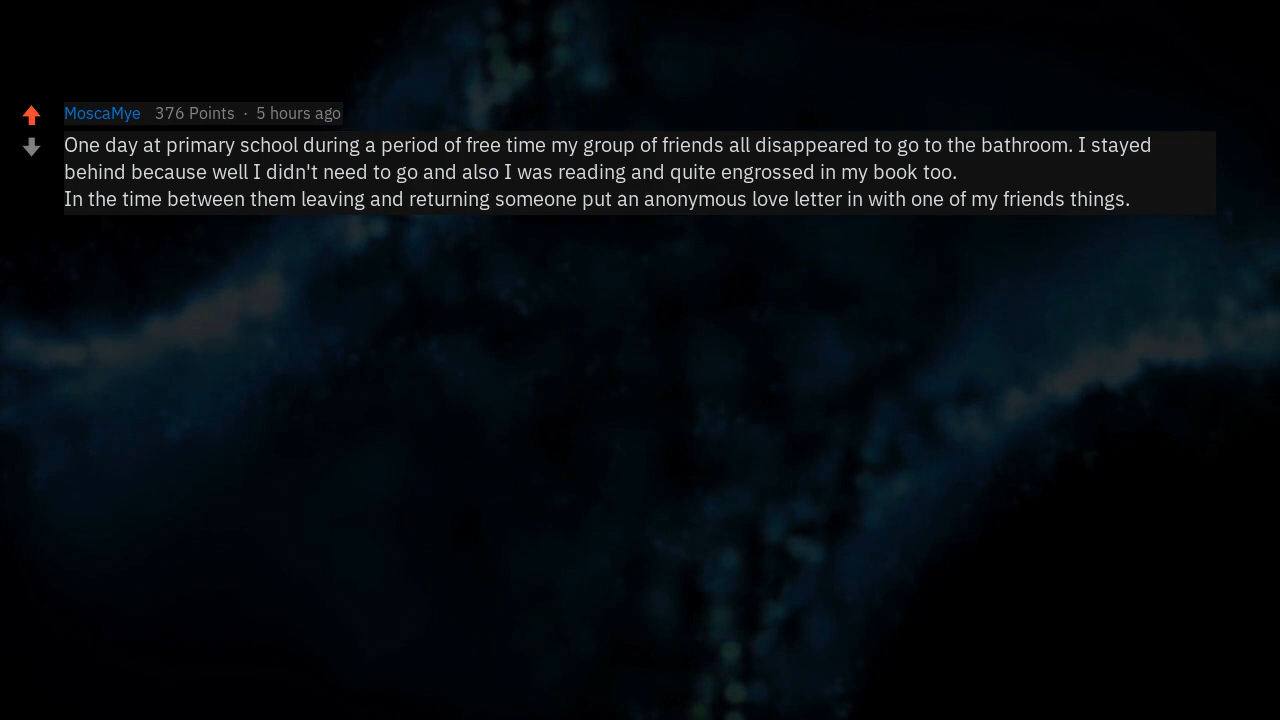 MoscaMye 376 Points · 5 hours ago
One day at primary school during a period of free time my group of friends all disappeared to go to the bathroom. I stayed
behind because well I didn't need to go and also I was reading and quite engrossed in my book too.
In the time between them leaving and returning someone put an anonymous love letter in with one of my friends things.